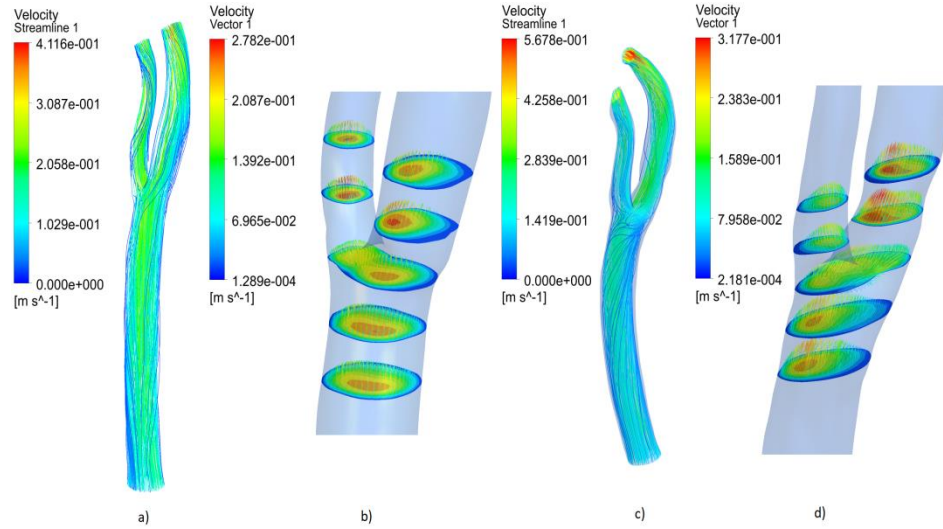 Velocity
Streamline 1
4.116e-001
3.087e-001
2.058e-001
1.029e-001
0.000e+000
[m s^-1]
a)
Velocity
Vector 1
2.782e-001
2.087e-001
1.392e-001
6.965e-002
1.289e-004
[m s^-1]
b)
Velocity
Streamline 1
5.678e-001
4.258e-001
2.839e-001
1.419e-001
0.000e+000
[m s^-1]
c)
Velocity
Vector 1
3.177e-001
2.383e-001
1.589e-001
7.958e-002
2.181e-004
[m s^-1]
d)